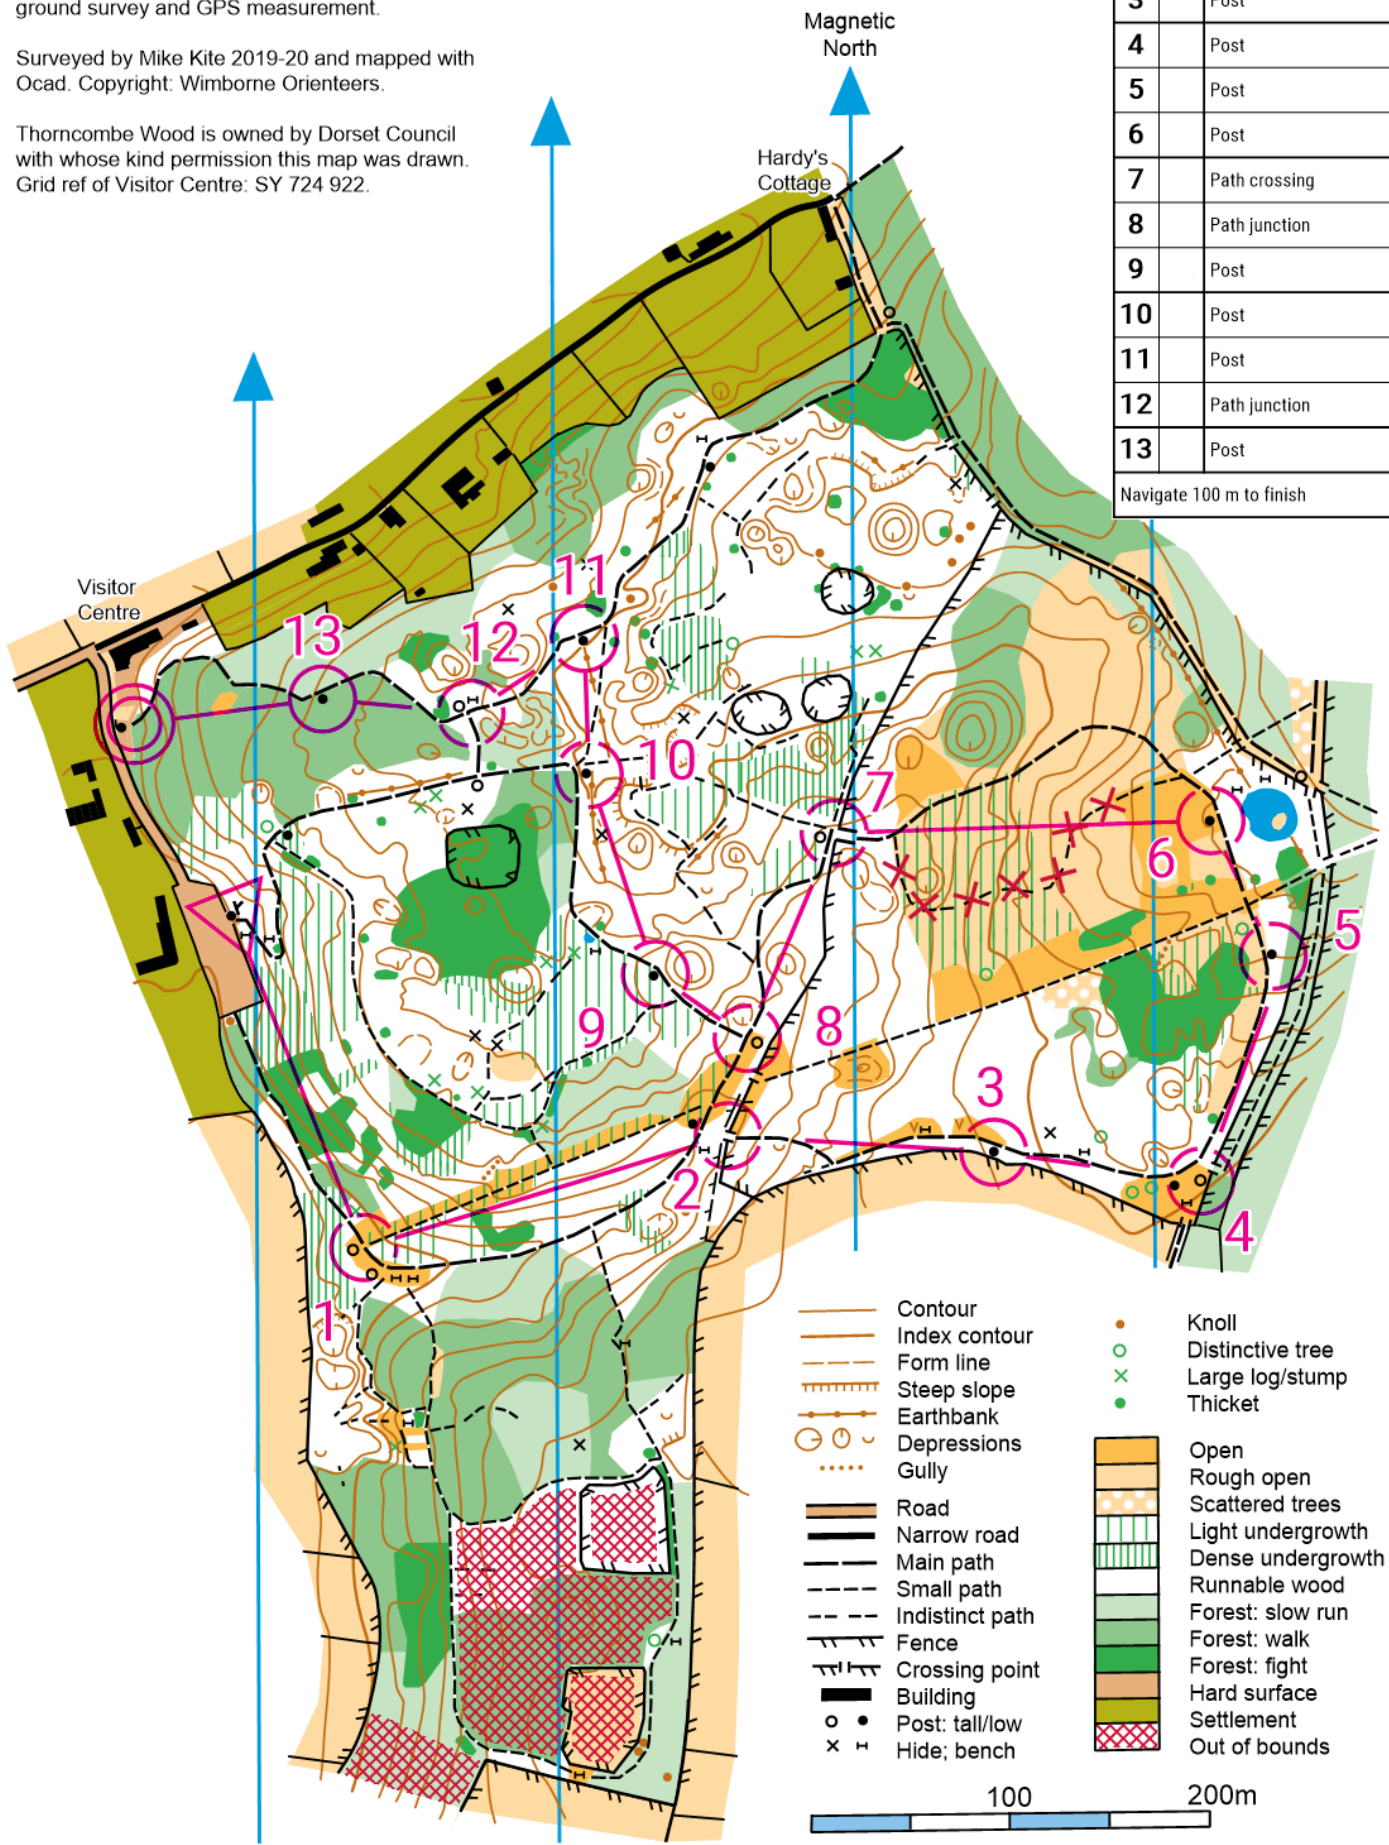 ground survey and GPS measurement.
Surveyed by Mike Kite 2019-20 and mapped with
Ocad. Copyright: Wimborne Orienteers.
Thorncombe Wood is owned by Dorset Council
with whose kind permission this map was drawn.
Grid ref of Visitor Centre: SY 724 922.
Magnetic
North
3 Post
4 Post
5 Post
6 Post
7 Path crossing
8 Path junction
9 Post
10 Post
11 Post
12 Path junction
13 Post
Navigate 100 m to finish
Hardy's
Cottage
Visitor
Centre
11
13
12
10
7
6
5
8
9
3
2
4
1
Contour
Index contour
Form line
Steep slope
Earthbank
Depressions
Gully
Road
Narrow road
Main path
Small path
Indistinct path
Fence
Crossing point
Building
Post: tall/low
Hide; bench
Knoll
Distinctive tree
Large log/stump
Thicket
Open
Rough open
Scattered trees
Light undergrowth
Dense undergrowth
Runnable wood
Forest: slow run
Forest: walk
Forest: fight
Hard surface
Settlement
Out of bounds
100 200m